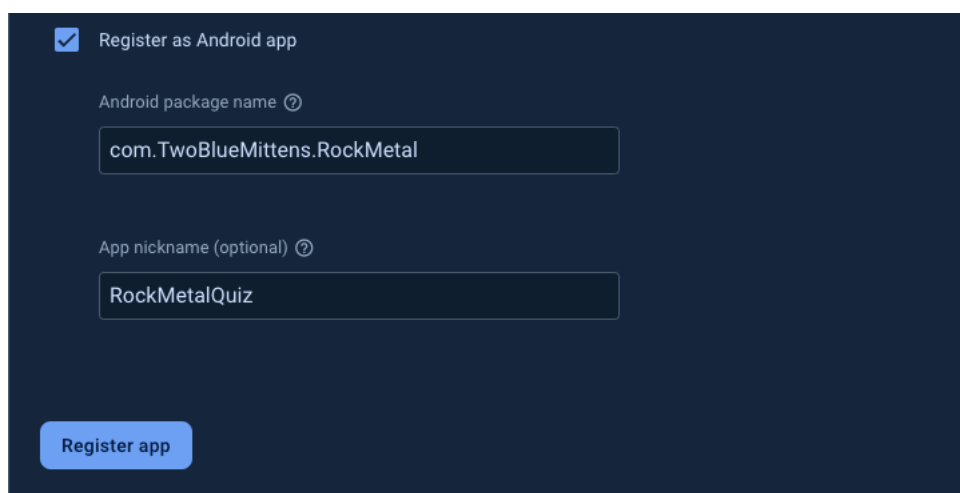 Register as Android app
Android package name
com.TwoBlueMittens.RockMetal
App nickname (optional)
RockMetalQuiz
Register app